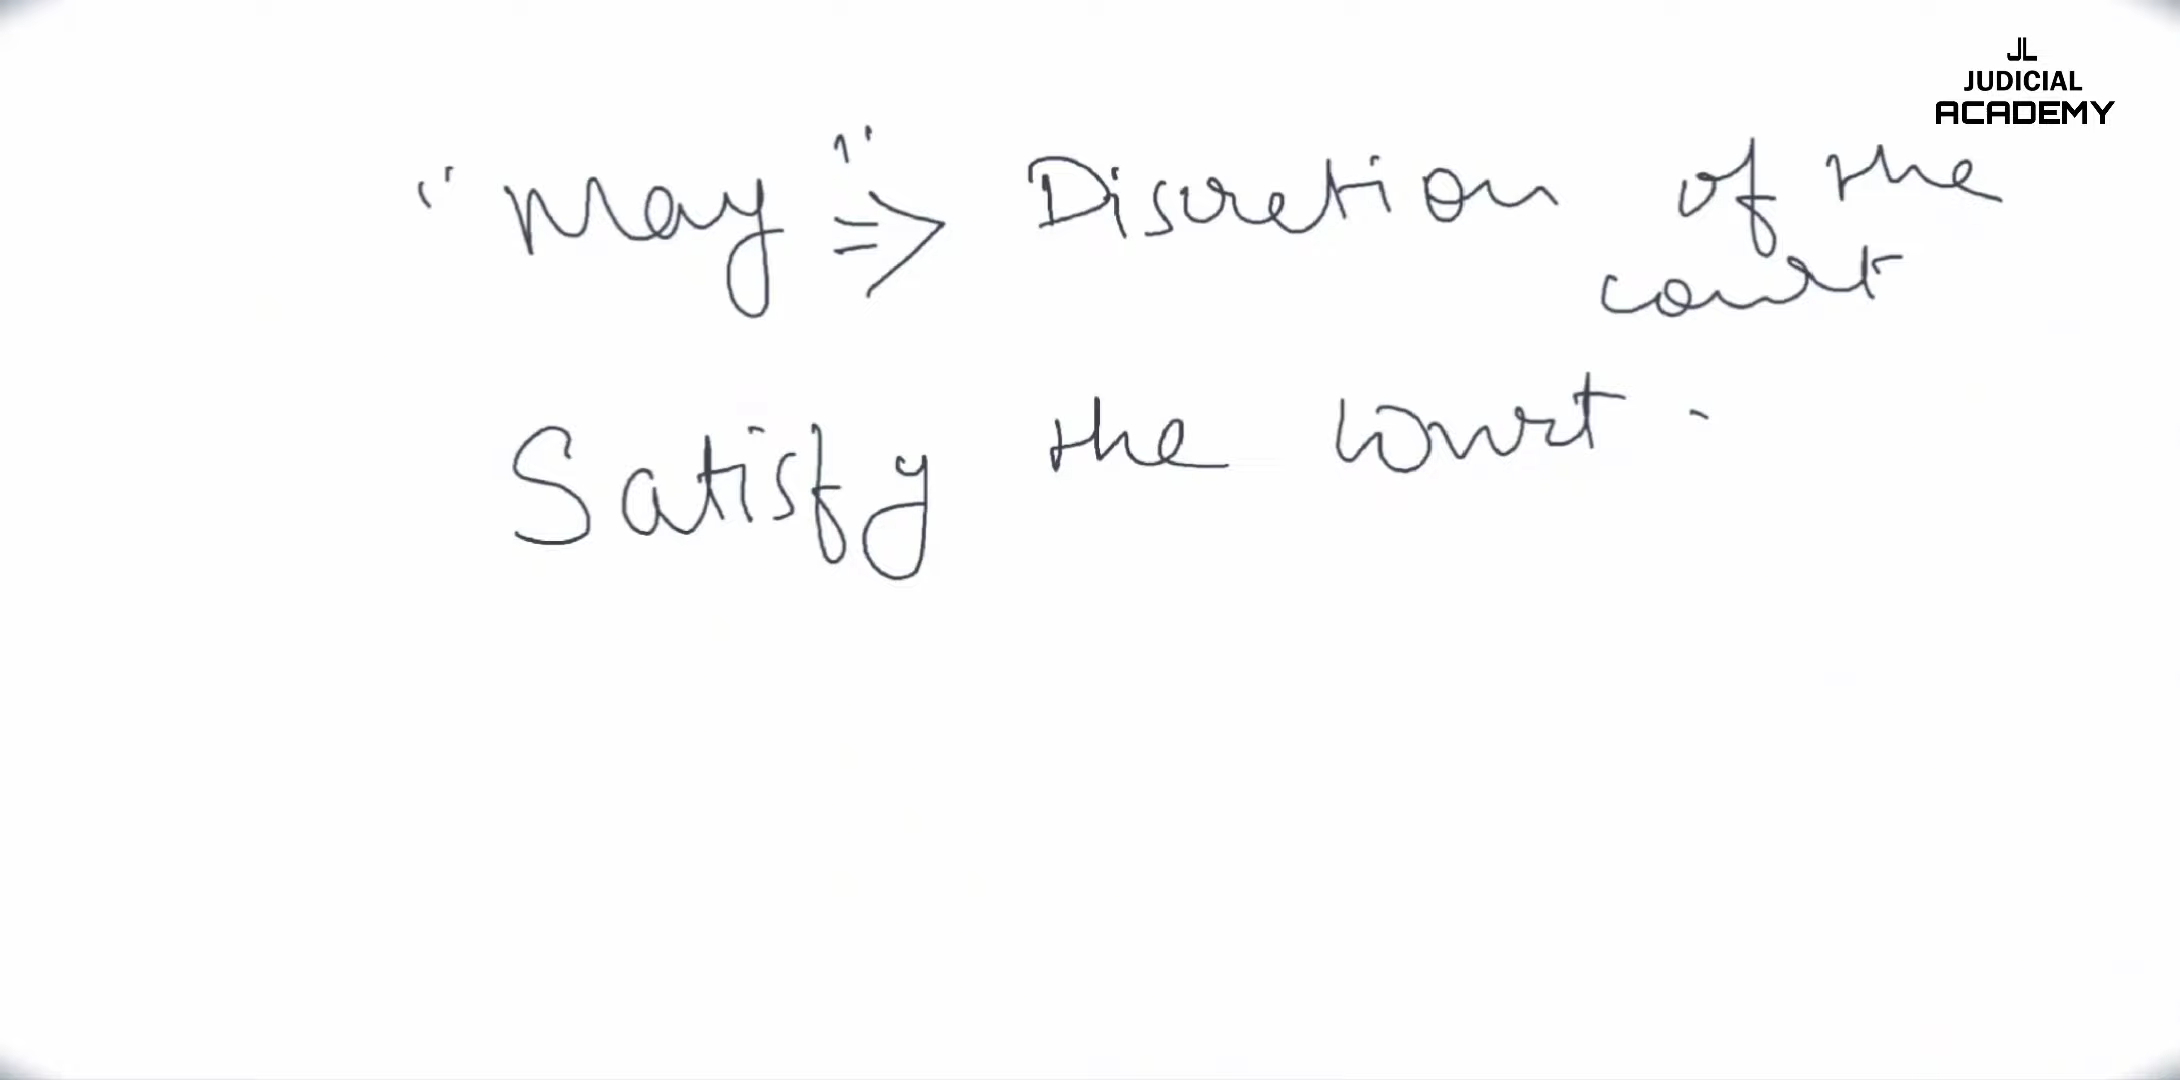 JL
JUDICIAL
ACADEMY
"May" => Discretion of the
court
Satisfy the court.